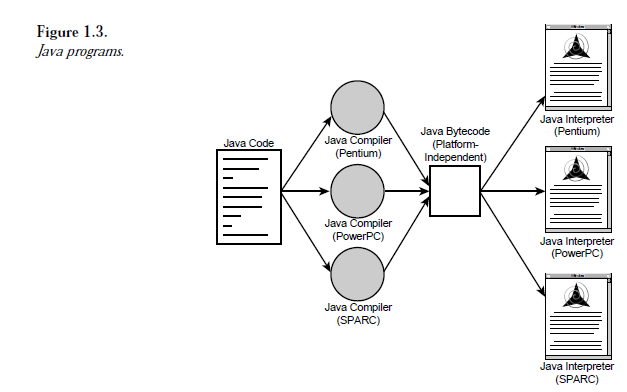 Figure 1.3.
Java programs.
Java Code
Java Compiler
(Pentium)
Java Compiler
(PowerPC)
Java Compiler
(SPARC)
Java Bytecode
(Platform-
Independent)
Java Interpreter
(Pentium)
Java Interpreter
(PowerPC)
Java Interpreter
(SPARC)